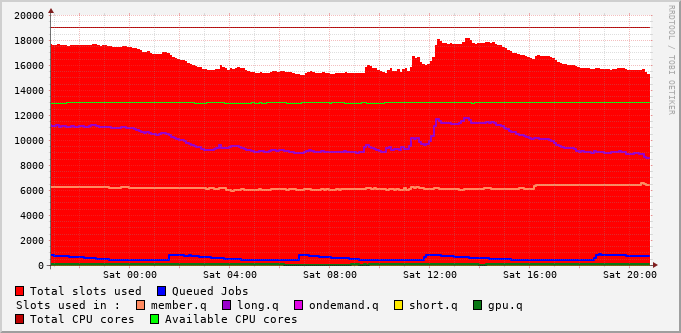 20000
18000
16000
14000
12000
10000
8000
6000
4000
2000
0
RRDTOOL / TOBI OETIKER
Sat 00:00 Sat 04:00 Sat 08:00 Sat 12:00 Sat 16:00 Sat 20:00
Total slots used Queued Jobs
Slots used in : member.q long.q ondemand.q short.q gpu.q
Total CPU cores Available CPU cores